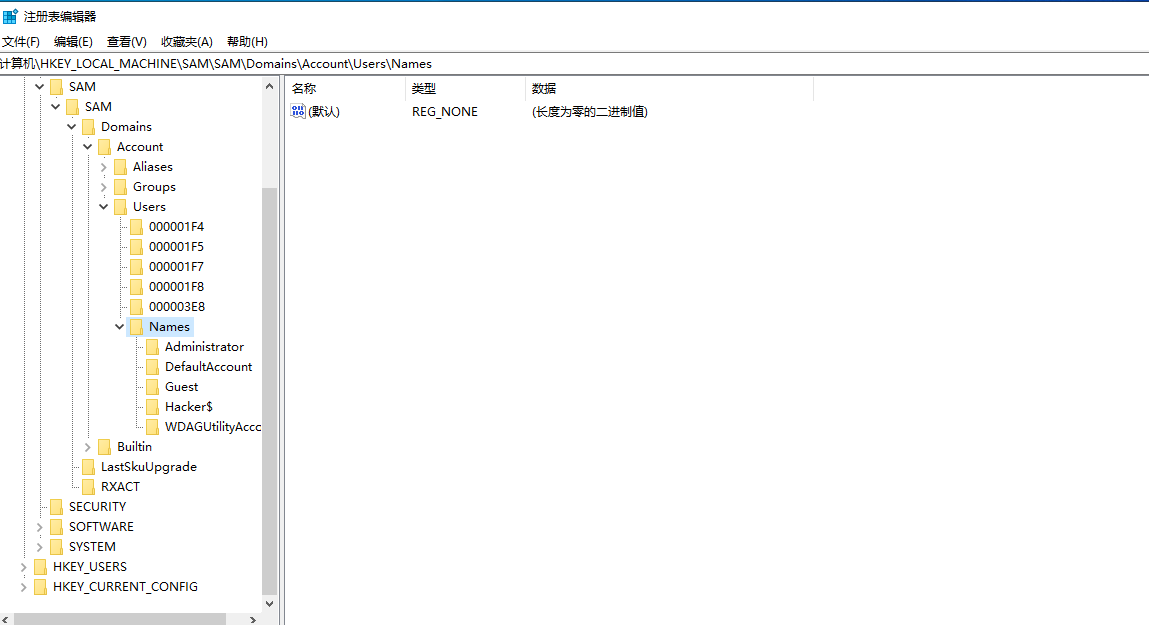 注册表编辑器
文件(F) 编辑(E) 查看(V) 收藏夹(A) 帮助(H)
计算机\HKEY_LOCAL_MACHINE\SAM\SAM\Domains\Account\Users\Names
SAM
SAM
Domains
Account
Aliases
Groups
Users
000001F4
000001F5
000001F7
000001F8
000003E8
Names
Administrator
DefaultAccount
Guest
Hacker$
WDAGUtilityAcc
Builtin
LastSkuUpgrade
RXACT
SECURITY
SOFTWARE
SYSTEM
HKEY_USERS
HKEY_CURRENT_CONFIG
名称 类型 数据
(默认) REG_NONE (长度为零的二进制值)